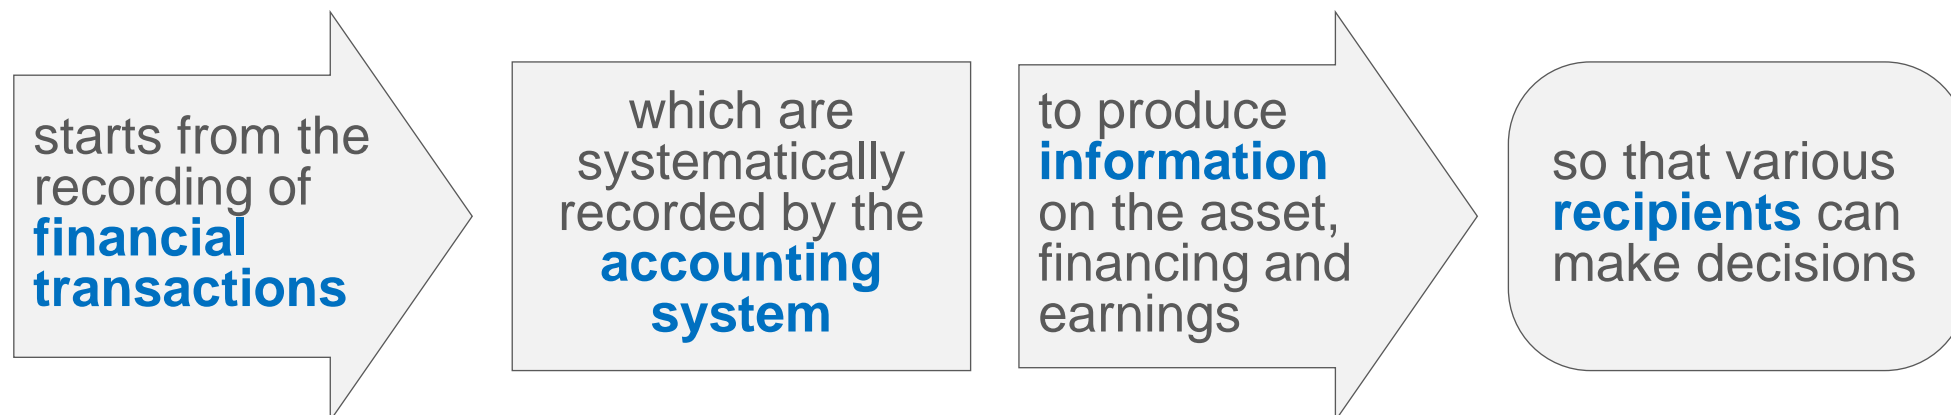 starts from the
recording of
financial
transactions
which are
systematically
recorded by the
accounting
system
to produce
information
on the asset,
financing and
earnings
so that various
recipients can
make decisions